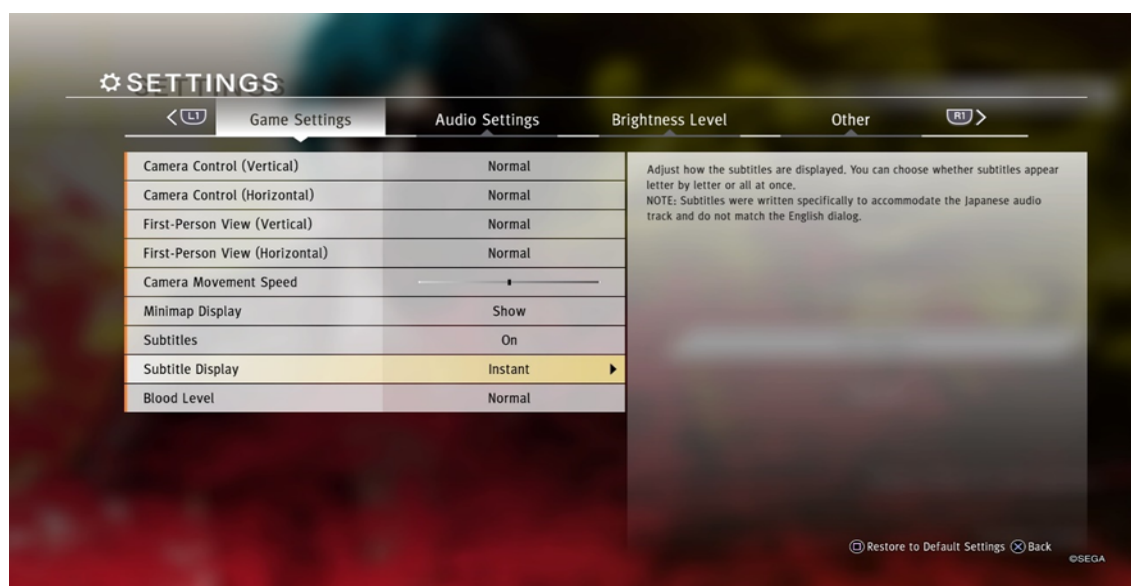 SETTINGS
< L1 Game Settings Audio Settings Brightness Level Other R1 >
Camera Control (Vertical) Normal
Camera Control (Horizontal) Normal
First-Person View (Vertical) Normal
First-Person View (Horizontal) Normal
Camera Movement Speed
Minimap Display Show
Subtitles On
Subtitle Display Instant
Blood Level Normal
Adjust how the subtitles are displayed. You can choose whether subtitles appear
letter by letter or all at once.
NOTE: Subtitles were written specifically to accommodate the Japanese audio
track and do not match the English dialog.
Restore to Default Settings Back
©SEGA